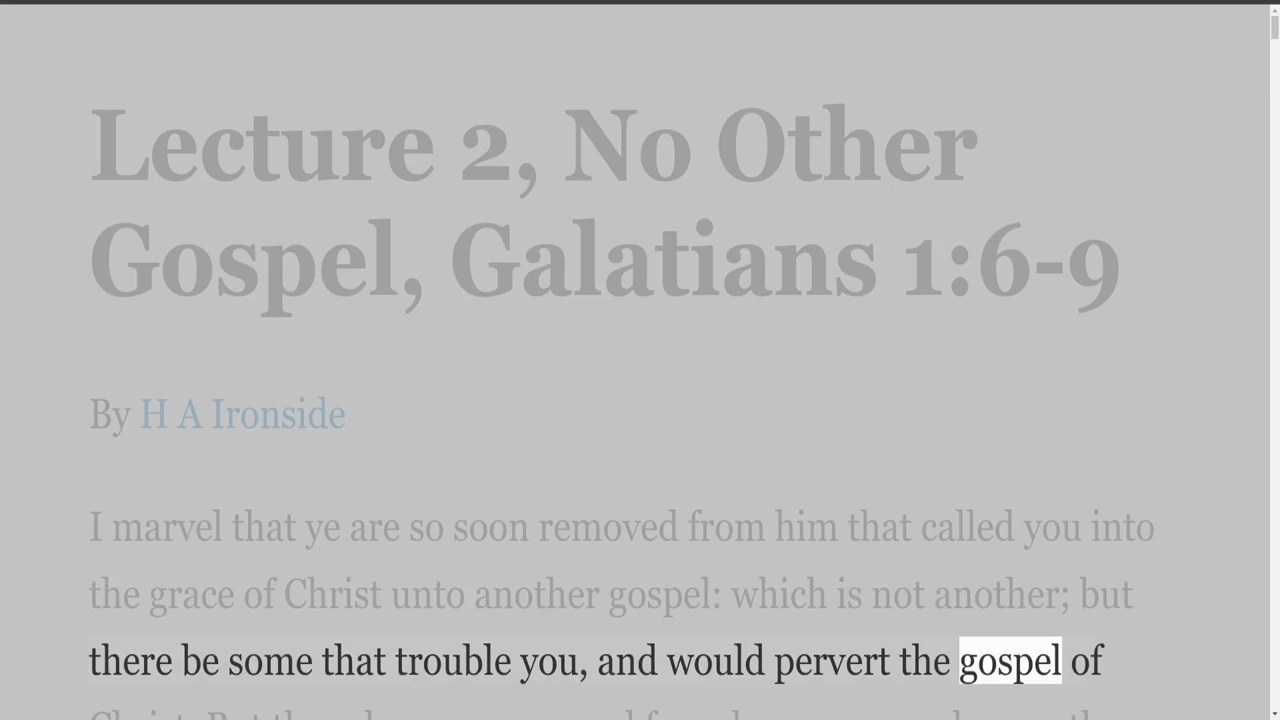 Lecture 2, No Other
Gospel, Galatians 1:6-9
By H A Ironside
I marvel that ye are so soon removed from him that called you into
the grace of Christ unto another gospel: which is not another; but
there be some that trouble you, and would pervert the gospel of